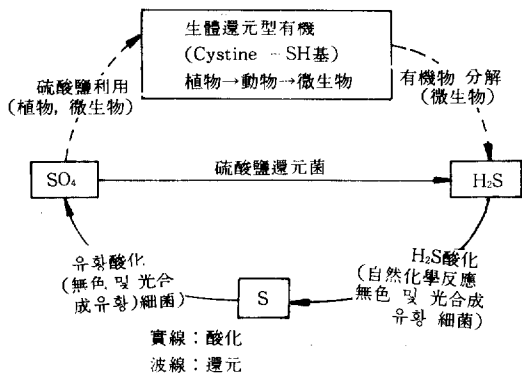 生體還元型有機
(Cystine - SH基)
植物→動物→微生物
硫酸鹽利用
(植物, 微生物)
有機物 分解
(微生物)
SO₄
硫酸鹽還元菌
H₂S
유황酸化
(無色 및 光合
成유황)細菌
S
H₂S酸化
(自然化學反應
無色 및 光合成
유황 細菌)
實線：酸化
波線：還元